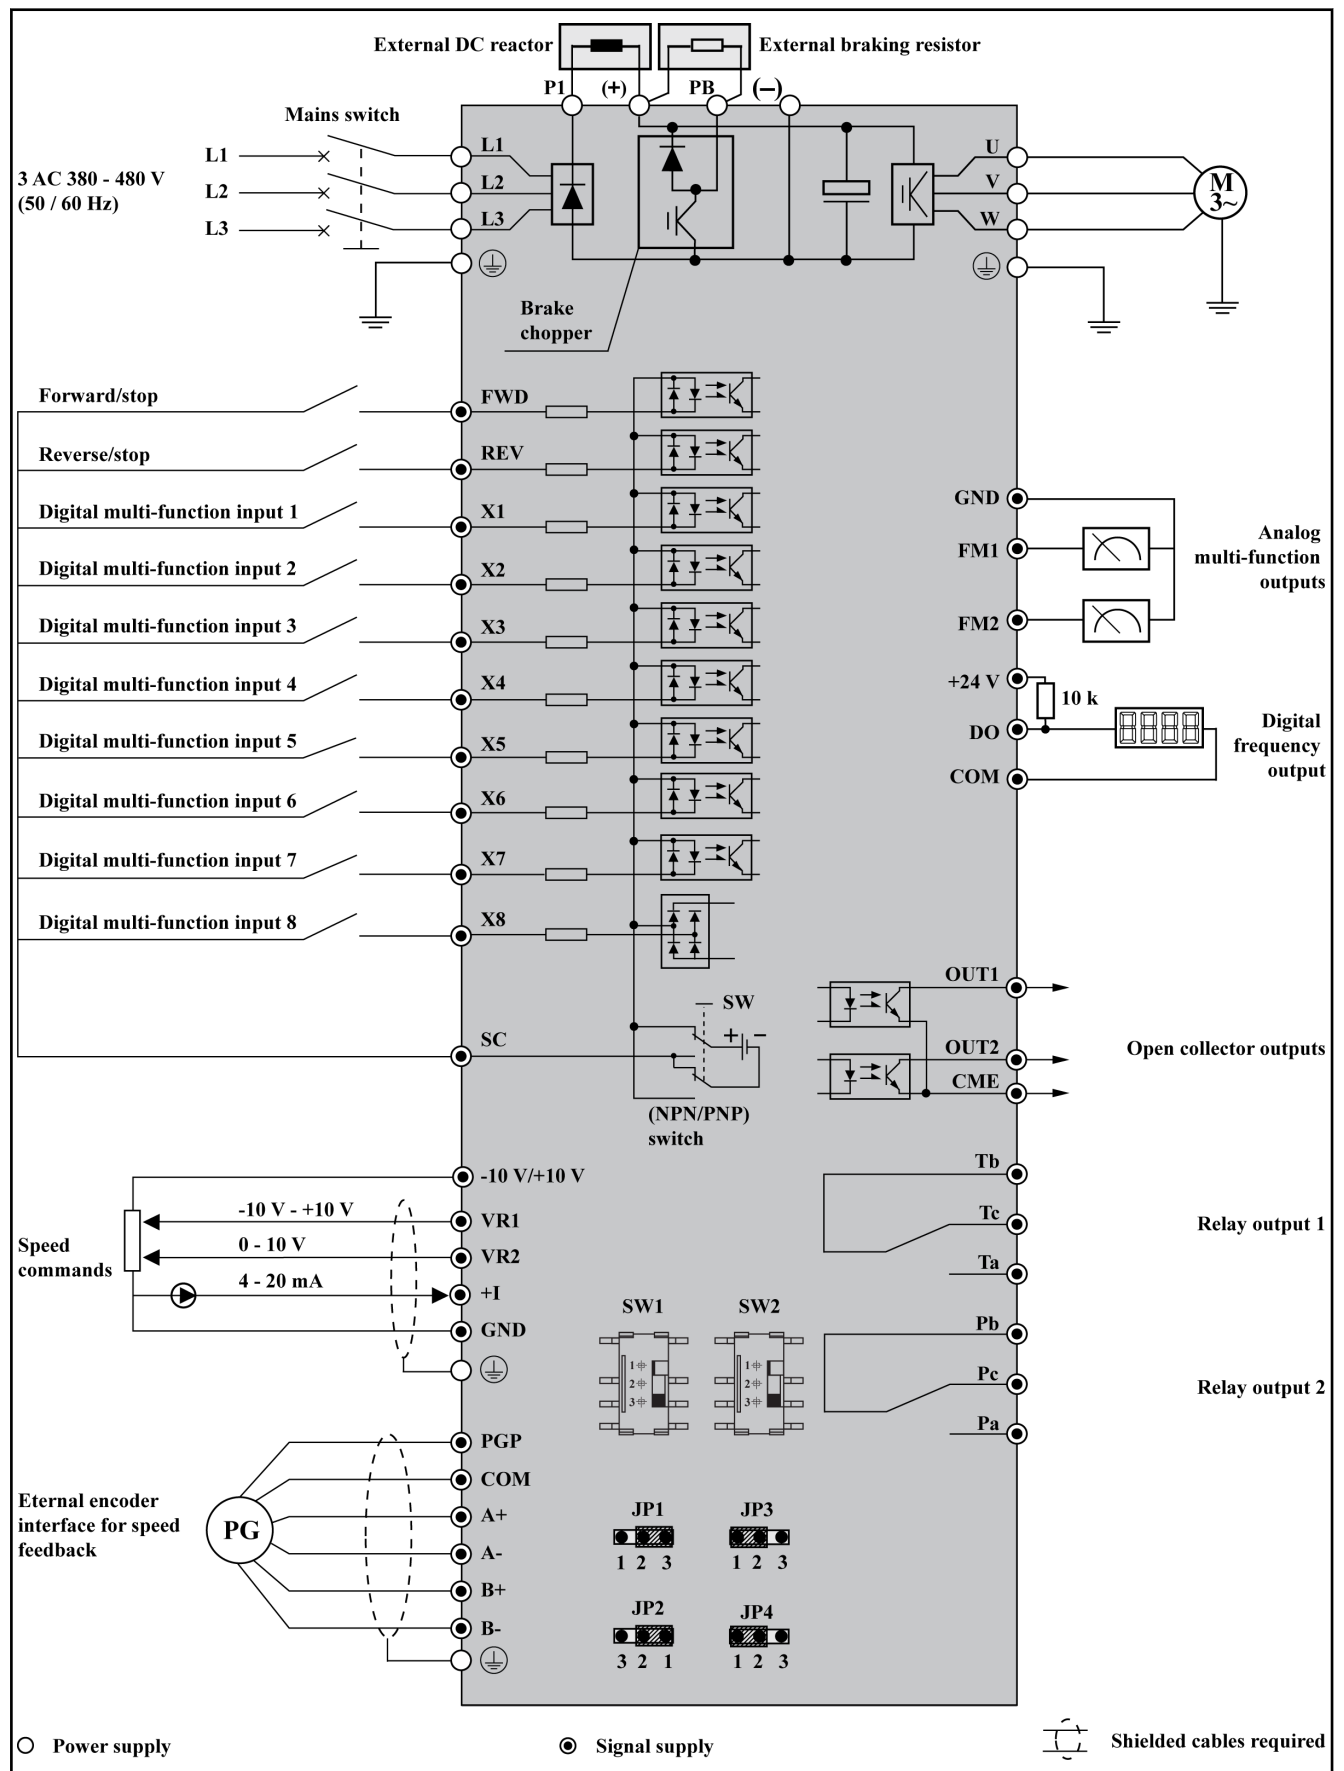 External DC reactor
External braking resistor
P1
(+)
PB
(–)
Mains switch
3 AC 380 - 480 V
(50 / 60 Hz)
L1
L2
L3
L1
L2
L3
U
V
W
M
3~
Brake
chopper
Forward/stop
FWD
Reverse/stop
REV
Digital multi-function input 1
X1
Digital multi-function input 2
X2
Digital multi-function input 3
X3
Digital multi-function input 4
X4
Digital multi-function input 5
X5
Digital multi-function input 6
X6
Digital multi-function input 7
X7
Digital multi-function input 8
X8
SC
SW
+ –
(NPN/PNP)
switch
GND
FM1
FM2
Analog
multi-function
outputs
+24 V
10 k
DO
COM
Digital
frequency
output
OUT1
OUT2
CME
Open collector outputs
Tb
Tc
Ta
Relay output 1
Pb
Pc
Pa
Relay output 2
-10 V/+10 V
-10 V - +10 V
VR1
0 - 10 V
VR2
4 - 20 mA
+I
GND
Speed
commands
SW1
1
2
3
SW2
1
2
3
PGP
COM
A+
A-
B+
B-
Eternal encoder
interface for speed
feedback
PG
JP1
1 2 3
JP3
1 2 3
JP2
3 2 1
JP4
1 2 3
Power supply
Signal supply
Shielded cables required